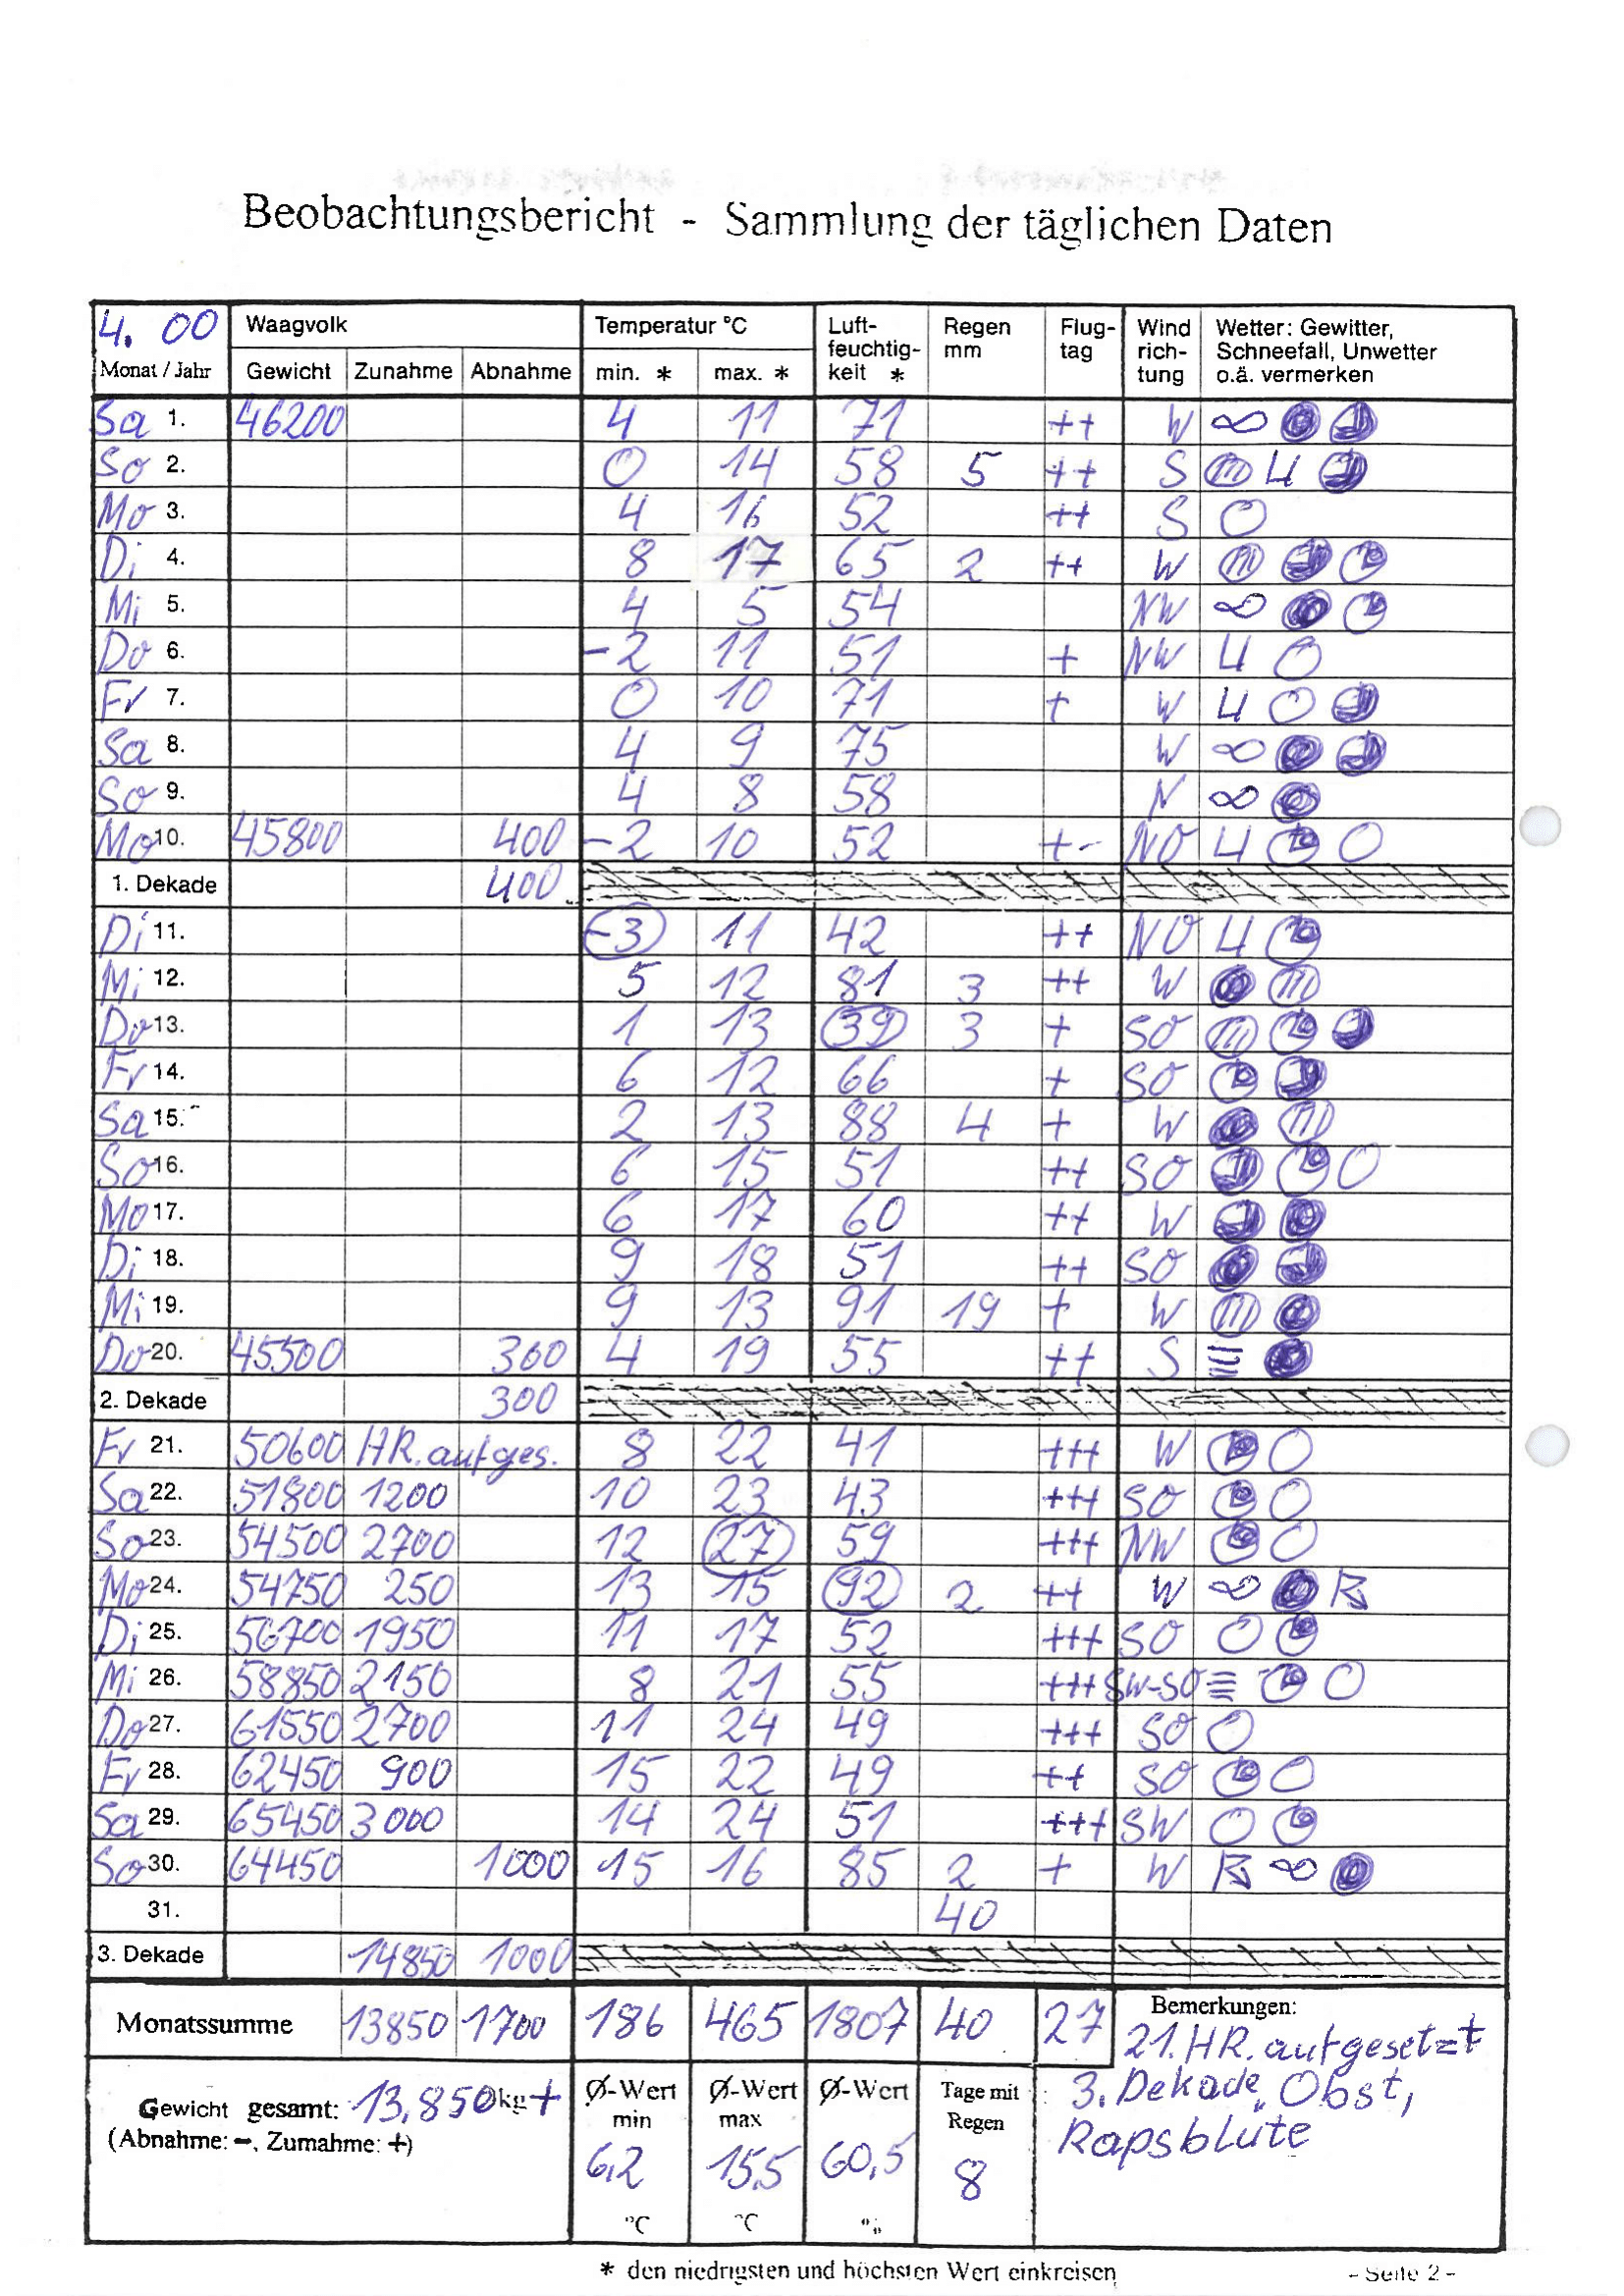 Beobachtungsbericht - Sammlung der täglichen Daten
4. 00 Waagvolk Temperatur °C Luft- Regen Flug- Wind Wetter: Gewitter,
feuchtig- mm tag rich- Schneefall, Unwetter
Monat / Jahr Gewicht Zunahme Abnahme min. * max. * keit * tung o.ä. vermerken
Sa 1. 46200 4 11 71 ++ W ∞
So 2. 0 14 58 5 ++ S
Mo 3. 4 16 52 ++ S
Di 4. 8 17 65 2 ++ W
Mi 5. 4 5 54 NW ∞
Do 6. -2 11 51 + NW
Fr 7. 0 10 71 + W
Sa 8. 4 9 75 W ∞
So 9. 4 8 58 N ∞
Mo 10. 45800 400 -2 10 52 +- NO
1. Dekade 400
Di 11. -3 11 42 ++ NO
Mi 12. 5 12 81 3 ++ W
Do 13. 1 13 39 3 + SO
Fr 14. 6 12 66 + SO
Sa 15. 2 13 88 4 + W
So 16. 6 15 51 ++ SO
Mo 17. 6 17 60 ++ W
Di 18. 9 18 51 ++ SO
Mi 19. 9 13 91 19 + W
Do 20. 45500 300 4 19 55 ++ S ≡
2. Dekade 300
Fr 21. 50600 HR. aufges. 8 22 41 +++ W
Sa 22. 51800 1200 10 23 43 +++ SO
So 23. 54500 2700 12 27 59 +++ NW
Mo 24. 54750 250 13 15 92 2 ++ W ∞
Di 25. 56700 1950 11 17 52 +++ SO
Mi 26. 58850 2150 8 21 55 +++ SW-SO ≡
Do 27. 61550 2700 11 24 49 +++ SO
Fr 28. 62450 900 15 22 49 ++ SO
Sa 29. 65450 3000 14 24 51 +++ SW
So 30. 64450 1000 15 16 85 2 + W ∞
31. 40
3. Dekade 14850 1000
Monatssumme 13850 1700 186 465 1807 40 27 Bemerkungen:
21. HR. aufgesetzt
3. Dekade, Obst,
Rapsblüte
Gewicht gesamt: 13,850 kg +
(Abnahme: -, Zumahme: +)
Ø-Wert Ø-Wert Ø-Wert Tage mit
min max Regen
6,2 15,5 60,5 8
°C °C %
* den niedrigsten und höchsten Wert einkreisen - Seite 2 -